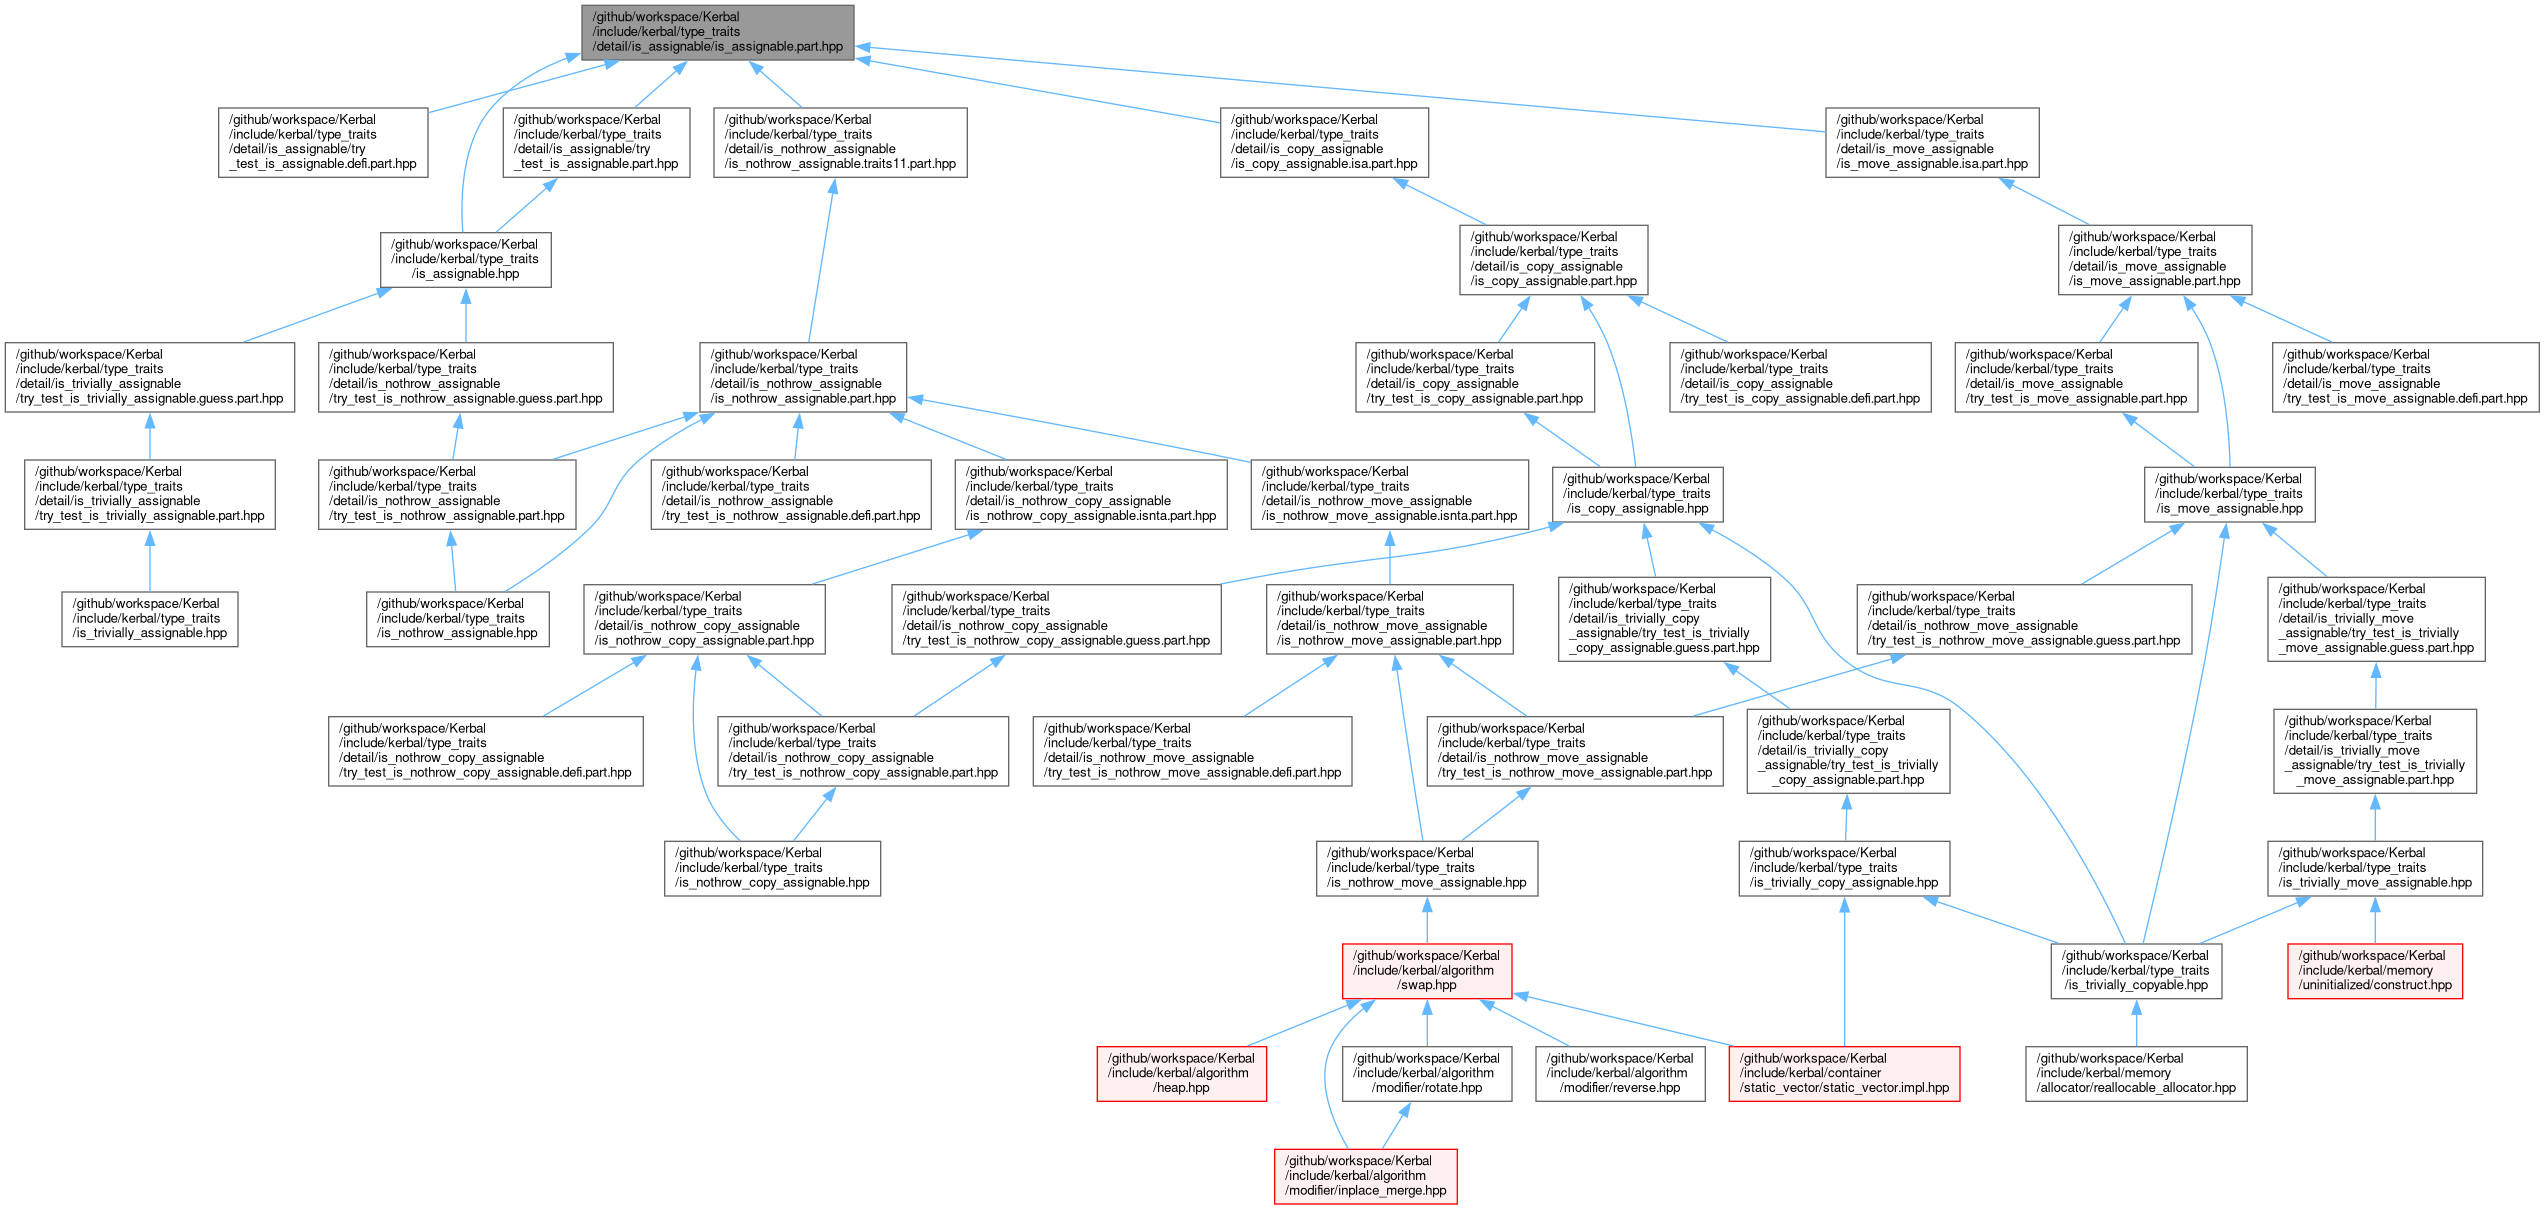 /github/workspace/Kerbal
/include/kerbal/type_traits
/detail/is_assignable/is_assignable.part.hpp
/github/workspace/Kerbal
/include/kerbal/type_traits
/detail/is_assignable/try
_test_is_assignable.defi.part.hpp
/github/workspace/Kerbal
/include/kerbal/type_traits
/detail/is_assignable/try
_test_is_assignable.part.hpp
/github/workspace/Kerbal
/include/kerbal/type_traits
/detail/is_nothrow_assignable
/is_nothrow_assignable.traits11.part.hpp
/github/workspace/Kerbal
/include/kerbal/type_traits
/detail/is_copy_assignable
/is_copy_assignable.isa.part.hpp
/github/workspace/Kerbal
/include/kerbal/type_traits
/detail/is_move_assignable
/is_move_assignable.isa.part.hpp
/github/workspace/Kerbal
/include/kerbal/type_traits
/is_assignable.hpp
/github/workspace/Kerbal
/include/kerbal/type_traits
/detail/is_copy_assignable
/is_copy_assignable.part.hpp
/github/workspace/Kerbal
/include/kerbal/type_traits
/detail/is_move_assignable
/is_move_assignable.part.hpp
/github/workspace/Kerbal
/include/kerbal/type_traits
/detail/is_trivially_assignable
/try_test_is_trivially_assignable.guess.part.hpp
/github/workspace/Kerbal
/include/kerbal/type_traits
/detail/is_nothrow_assignable
/try_test_is_nothrow_assignable.guess.part.hpp
/github/workspace/Kerbal
/include/kerbal/type_traits
/detail/is_nothrow_assignable
/is_nothrow_assignable.part.hpp
/github/workspace/Kerbal
/include/kerbal/type_traits
/detail/is_copy_assignable
/try_test_is_copy_assignable.part.hpp
/github/workspace/Kerbal
/include/kerbal/type_traits
/detail/is_copy_assignable
/try_test_is_copy_assignable.defi.part.hpp
/github/workspace/Kerbal
/include/kerbal/type_traits
/detail/is_move_assignable
/try_test_is_move_assignable.part.hpp
/github/workspace/Kerbal
/include/kerbal/type_traits
/detail/is_move_assignable
/try_test_is_move_assignable.defi.part.hpp
/github/workspace/Kerbal
/include/kerbal/type_traits
/detail/is_trivially_assignable
/try_test_is_trivially_assignable.part.hpp
/github/workspace/Kerbal
/include/kerbal/type_traits
/detail/is_nothrow_assignable
/try_test_is_nothrow_assignable.part.hpp
/github/workspace/Kerbal
/include/kerbal/type_traits
/detail/is_nothrow_assignable
/try_test_is_nothrow_assignable.defi.part.hpp
/github/workspace/Kerbal
/include/kerbal/type_traits
/detail/is_nothrow_copy_assignable
/is_nothrow_copy_assignable.isnta.part.hpp
/github/workspace/Kerbal
/include/kerbal/type_traits
/detail/is_nothrow_move_assignable
/is_nothrow_move_assignable.isnta.part.hpp
/github/workspace/Kerbal
/include/kerbal/type_traits
/is_copy_assignable.hpp
/github/workspace/Kerbal
/include/kerbal/type_traits
/is_move_assignable.hpp
/github/workspace/Kerbal
/include/kerbal/type_traits
/is_trivially_assignable.hpp
/github/workspace/Kerbal
/include/kerbal/type_traits
/is_nothrow_assignable.hpp
/github/workspace/Kerbal
/include/kerbal/type_traits
/detail/is_nothrow_copy_assignable
/is_nothrow_copy_assignable.part.hpp
/github/workspace/Kerbal
/include/kerbal/type_traits
/detail/is_nothrow_copy_assignable
/try_test_is_nothrow_copy_assignable.guess.part.hpp
/github/workspace/Kerbal
/include/kerbal/type_traits
/detail/is_nothrow_move_assignable
/is_nothrow_move_assignable.part.hpp
/github/workspace/Kerbal
/include/kerbal/type_traits
/detail/is_trivially_copy
_assignable/try_test_is_trivially
_copy_assignable.guess.part.hpp
/github/workspace/Kerbal
/include/kerbal/type_traits
/detail/is_nothrow_move_assignable
/try_test_is_nothrow_move_assignable.guess.part.hpp
/github/workspace/Kerbal
/include/kerbal/type_traits
/detail/is_trivially_move
_assignable/try_test_is_trivially
_move_assignable.guess.part.hpp
/github/workspace/Kerbal
/include/kerbal/type_traits
/detail/is_nothrow_copy_assignable
/try_test_is_nothrow_copy_assignable.defi.part.hpp
/github/workspace/Kerbal
/include/kerbal/type_traits
/detail/is_nothrow_copy_assignable
/try_test_is_nothrow_copy_assignable.part.hpp
/github/workspace/Kerbal
/include/kerbal/type_traits
/detail/is_nothrow_move_assignable
/try_test_is_nothrow_move_assignable.defi.part.hpp
/github/workspace/Kerbal
/include/kerbal/type_traits
/detail/is_nothrow_move_assignable
/try_test_is_nothrow_move_assignable.part.hpp
/github/workspace/Kerbal
/include/kerbal/type_traits
/detail/is_trivially_copy
_assignable/try_test_is_trivially
_copy_assignable.part.hpp
/github/workspace/Kerbal
/include/kerbal/type_traits
/detail/is_trivially_move
_assignable/try_test_is_trivially
_move_assignable.part.hpp
/github/workspace/Kerbal
/include/kerbal/type_traits
/is_nothrow_copy_assignable.hpp
/github/workspace/Kerbal
/include/kerbal/type_traits
/is_nothrow_move_assignable.hpp
/github/workspace/Kerbal
/include/kerbal/type_traits
/is_trivially_copy_assignable.hpp
/github/workspace/Kerbal
/include/kerbal/type_traits
/is_trivially_move_assignable.hpp
/github/workspace/Kerbal
/include/kerbal/algorithm
/swap.hpp
/github/workspace/Kerbal
/include/kerbal/type_traits
/is_trivially_copyable.hpp
/github/workspace/Kerbal
/include/kerbal/memory
/uninitialized/construct.hpp
/github/workspace/Kerbal
/include/kerbal/algorithm
/heap.hpp
/github/workspace/Kerbal
/include/kerbal/algorithm
/modifier/rotate.hpp
/github/workspace/Kerbal
/include/kerbal/algorithm
/modifier/reverse.hpp
/github/workspace/Kerbal
/include/kerbal/container
/static_vector/static_vector.impl.hpp
/github/workspace/Kerbal
/include/kerbal/memory
/allocator/reallocable_allocator.hpp
/github/workspace/Kerbal
/include/kerbal/algorithm
/modifier/inplace_merge.hpp